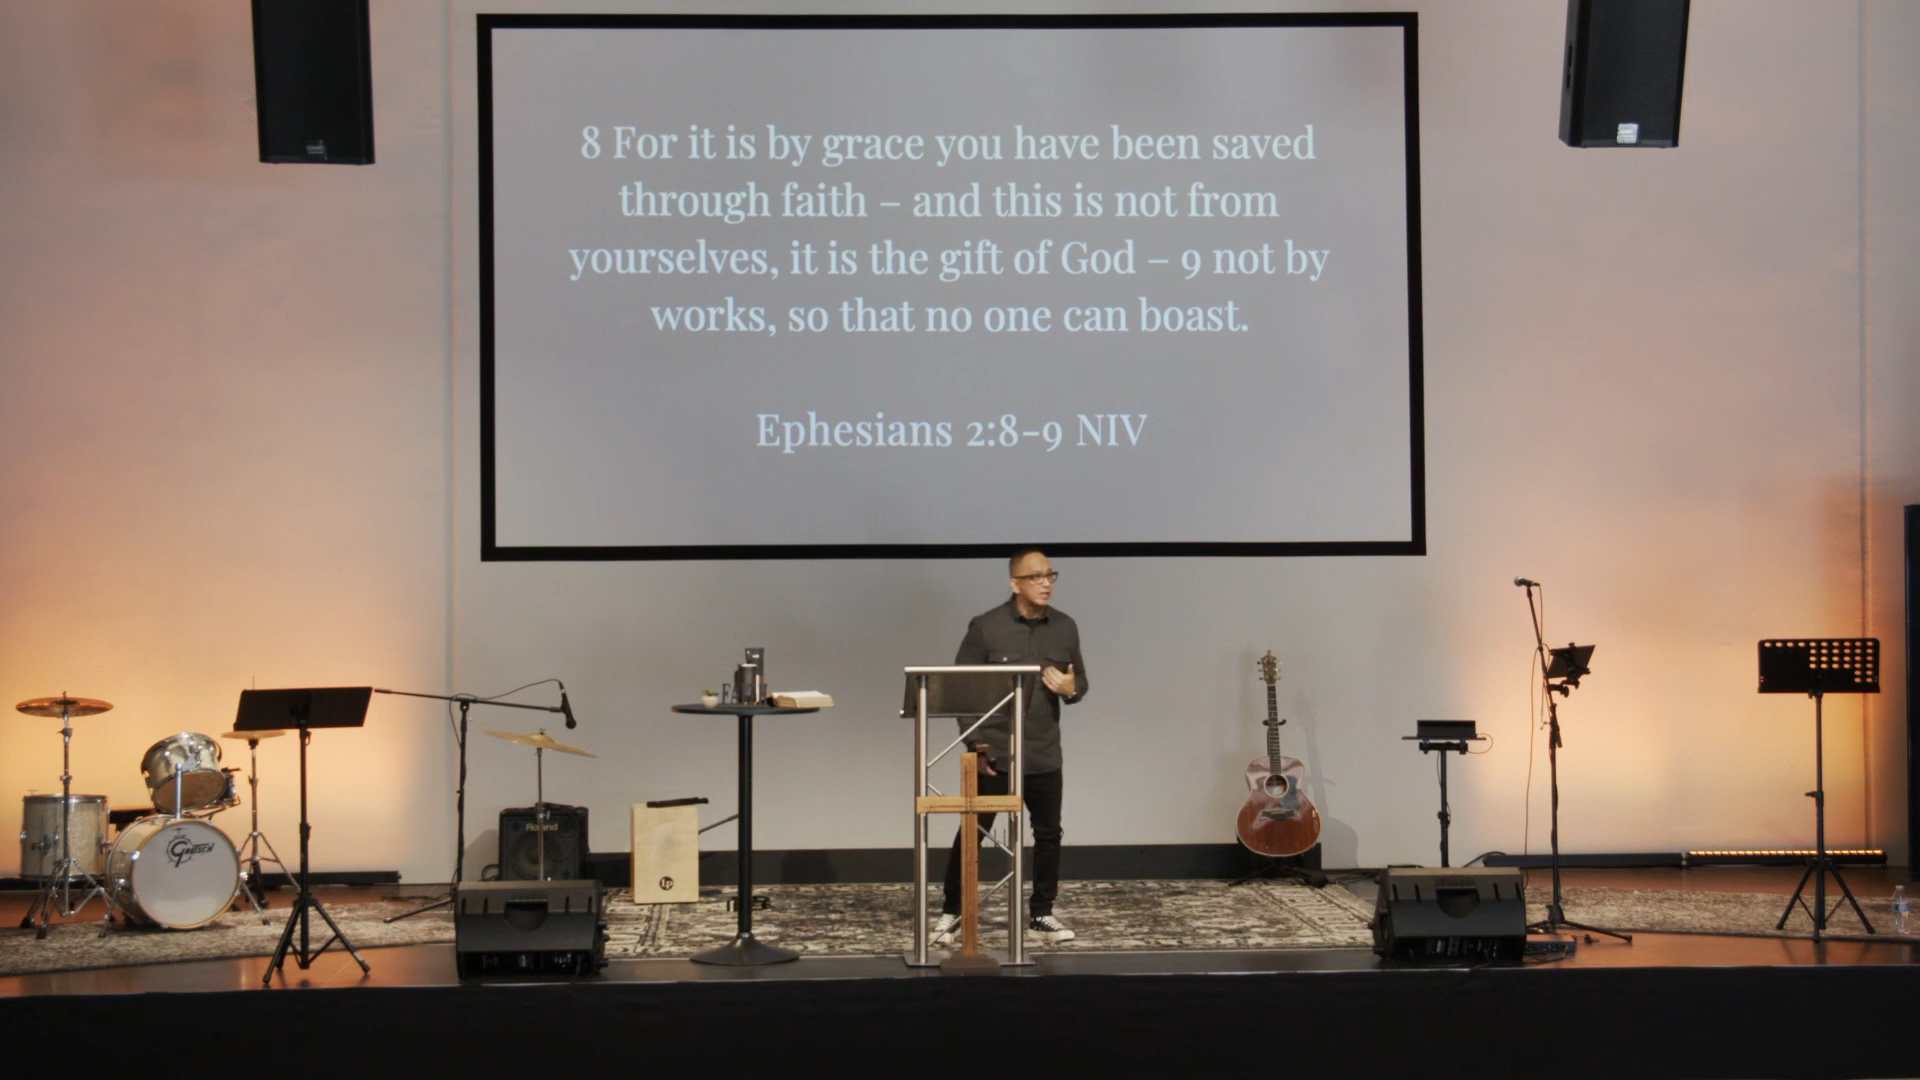 8 For it is by grace you have been saved
through faith – and this is not from
yourselves, it is the gift of God – 9 not by
works, so that no one can boast.
Ephesians 2:8-9 NIV
Roland
GRETSCH
LP